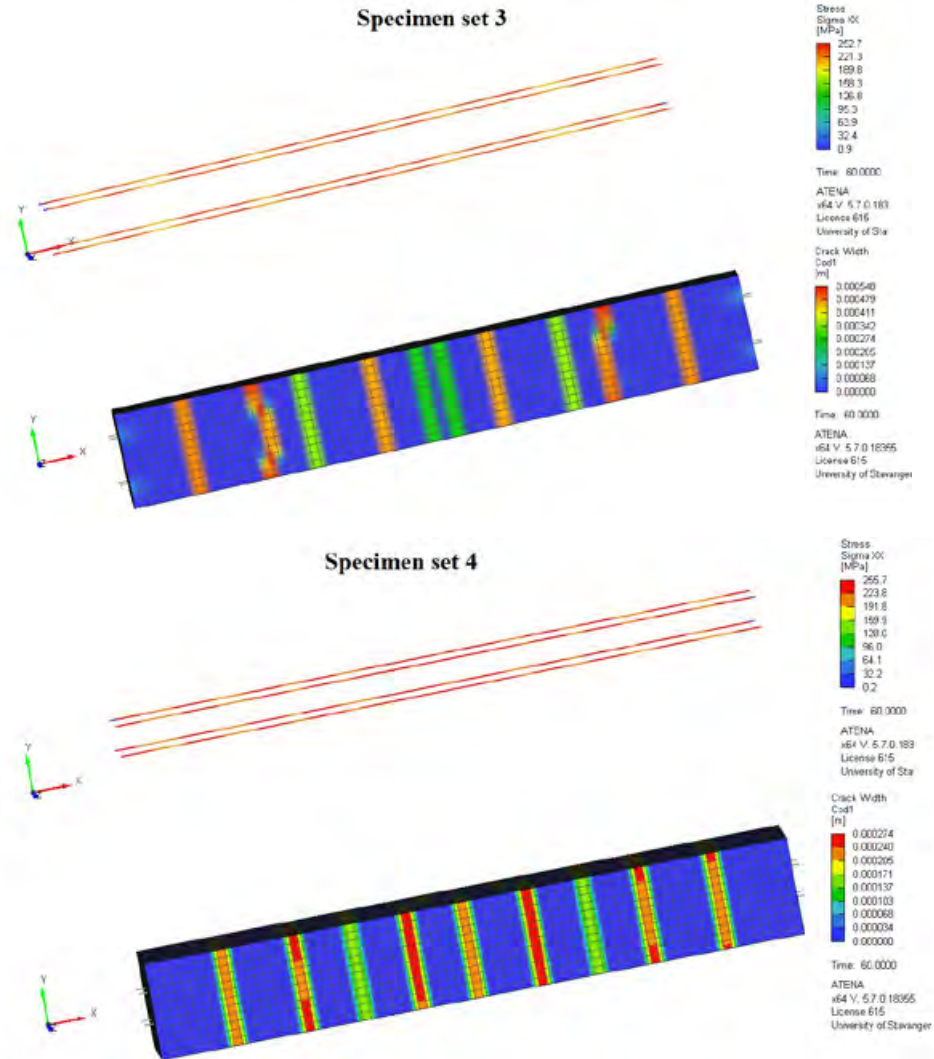 Specimen set 3
Stress
Sigma XX
[MPa]
252.7
221.3
189.8
158.3
126.8
95.3
63.9
32.4
0.9
Time: 60.0000
ATENA
x64 V. 5.7.0.183
License 615
University of Sta
Crack Width
Cod1
[m]
0.000548
0.000479
0.000411
0.000342
0.000274
0.000205
0.000137
0.000068
0.000000
Time: 60.0000
ATENA
x64 V. 5.7.0.18355
License 615
University of Stavanger
Y
X
Y
X
Specimen set 4
Stress
Sigma XX
[MPa]
255.7
223.8
191.8
159.9
128.0
96.0
64.1
32.2
0.2
Time: 60.0000
ATENA
x64 V. 5.7.0.183
License 615
University of Sta
Crack Width
Cod1
[m]
0.000274
0.000240
0.000205
0.000171
0.000137
0.000103
0.000068
0.000034
0.000000
Time: 60.0000
ATENA
x64 V. 5.7.0.18355
License 615
University of Stavanger
Y
X
Y
X